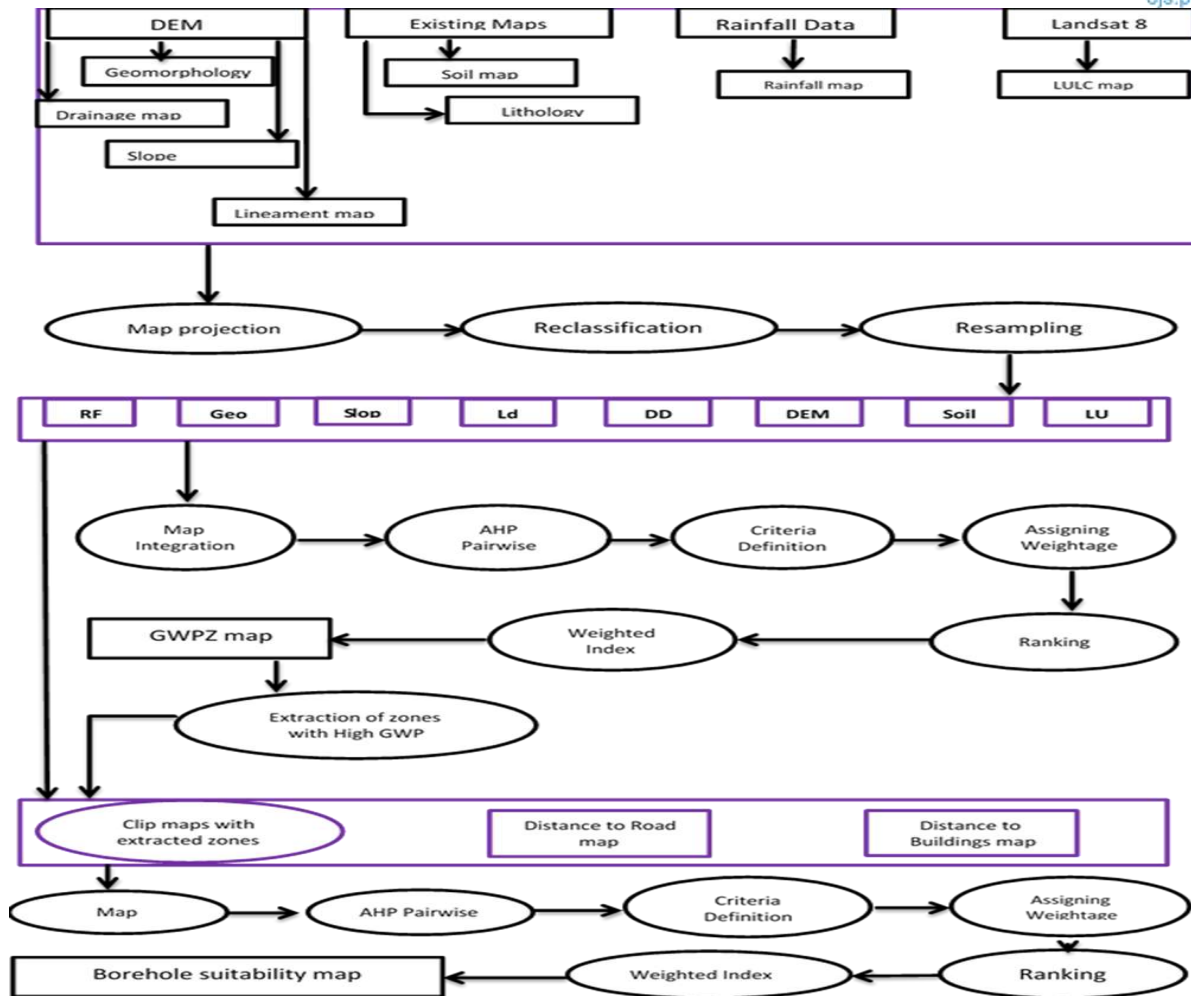 DEM
Existing Maps
Rainfall Data
Landsat 8
Geomorphology
Soil map
Rainfall map
LULC map
Drainage map
Lithology
Slope
Lineament map
Map projection
Reclassification
Resampling
RF
Geo
Slop
Ld
DD
DEM
Soil
LU
Map
Integration
AHP
Pairwise
Criteria
Definition
Assigning
Weightage
GWPZ map
Weighted
Index
Ranking
Extraction of zones
with High GWP
Clip maps with
extracted zones
Distance to Road
map
Distance to
Buildings map
Map
AHP Pairwise
Criteria
Definition
Assigning
Weightage
Borehole suitability map
Weighted Index
Ranking